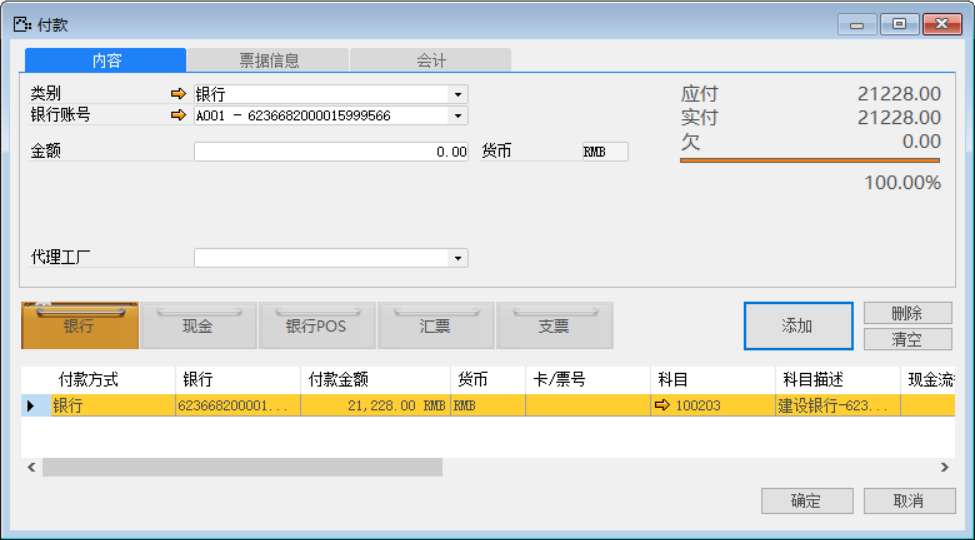 付款
内容 票据信息 会计
类别 银行
银行账号 A001 - 6236682000015999566
金额 0.00 货币 RMB
代理工厂
应付 21228.00
实付 21228.00
欠 0.00
100.00%
银行 现金 银行POS 汇票 支票 添加 删除
清空
付款方式 银行 付款金额 货币 卡/票号 科目 科目描述 现金流
银行 623668200001... 21,228.00 RMB RMB 100203 建设银行-623...
确定 取消